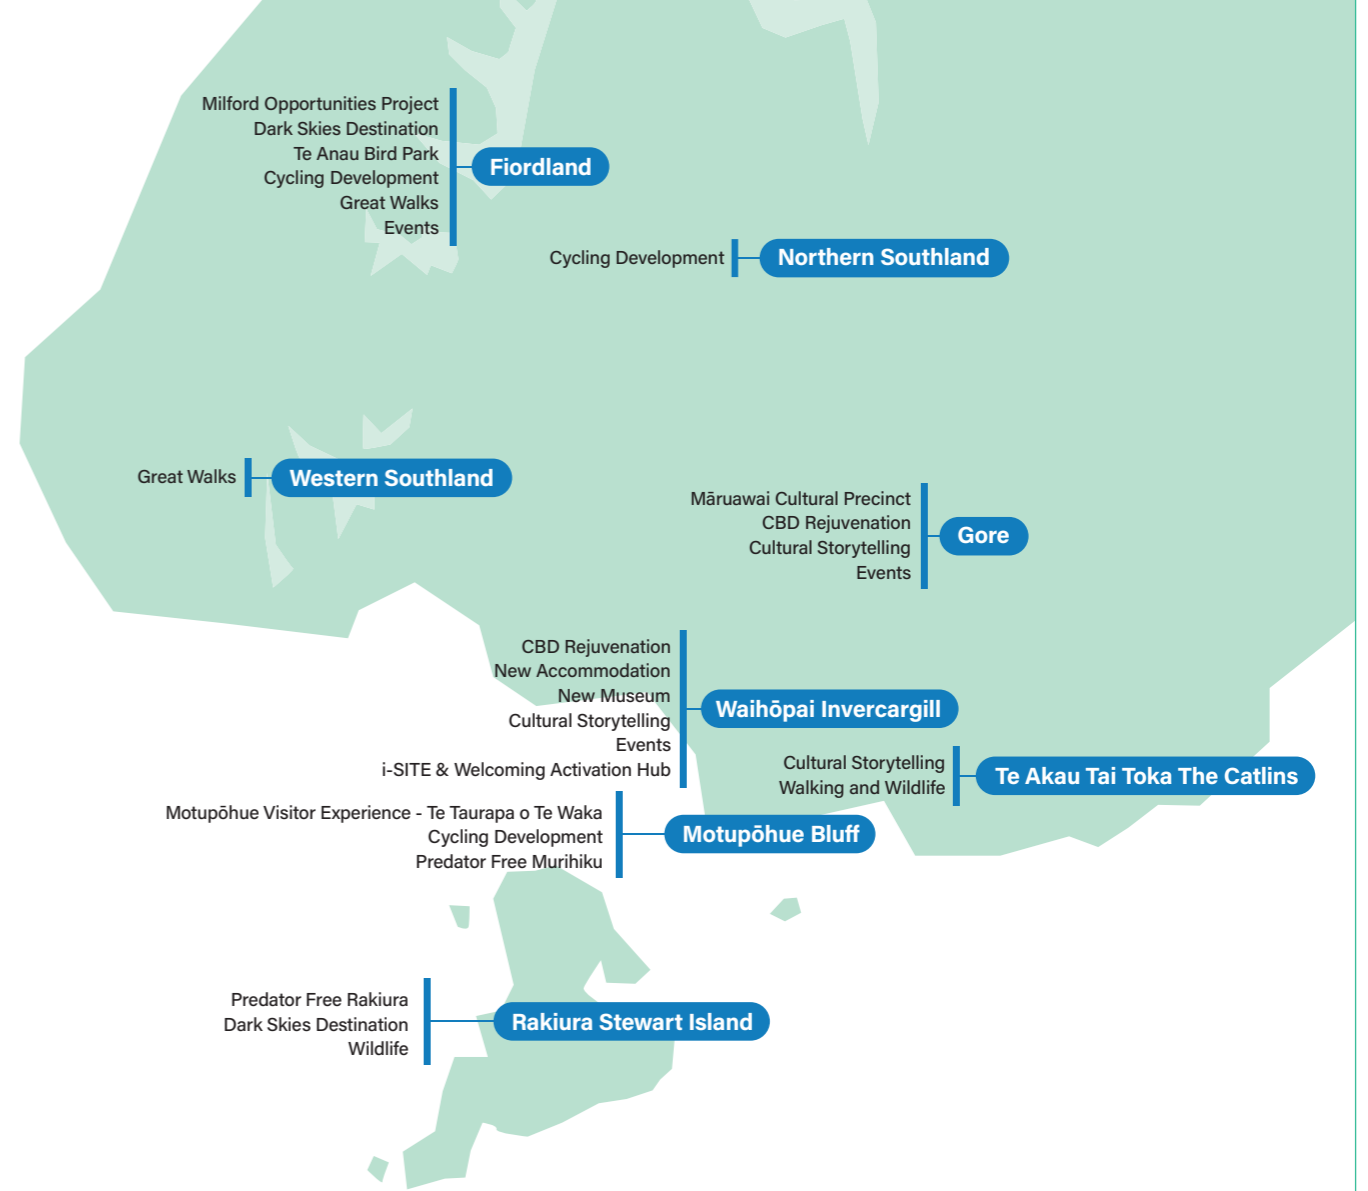 Milford Opportunities Project
Dark Skies Destination
Te Anau Bird Park
Cycling Development
Great Walks
Events
Fiordland
Cycling Development
Northern Southland
Great Walks
Western Southland
Māruawai Cultural Precinct
CBD Rejuvenation
Cultural Storytelling
Events
Gore
CBD Rejuvenation
New Accommodation
New Museum
Cultural Storytelling
Events
i-SITE & Welcoming Activation Hub
Waihōpai Invercargill
Cultural Storytelling
Walking and Wildlife
Te Akau Tai Toka The Catlins
Motupōhue Visitor Experience - Te Taurapa o Te Waka
Cycling Development
Predator Free Murihiku
Motupōhue Bluff
Predator Free Rakiura
Dark Skies Destination
Wildlife
Rakiura Stewart Island